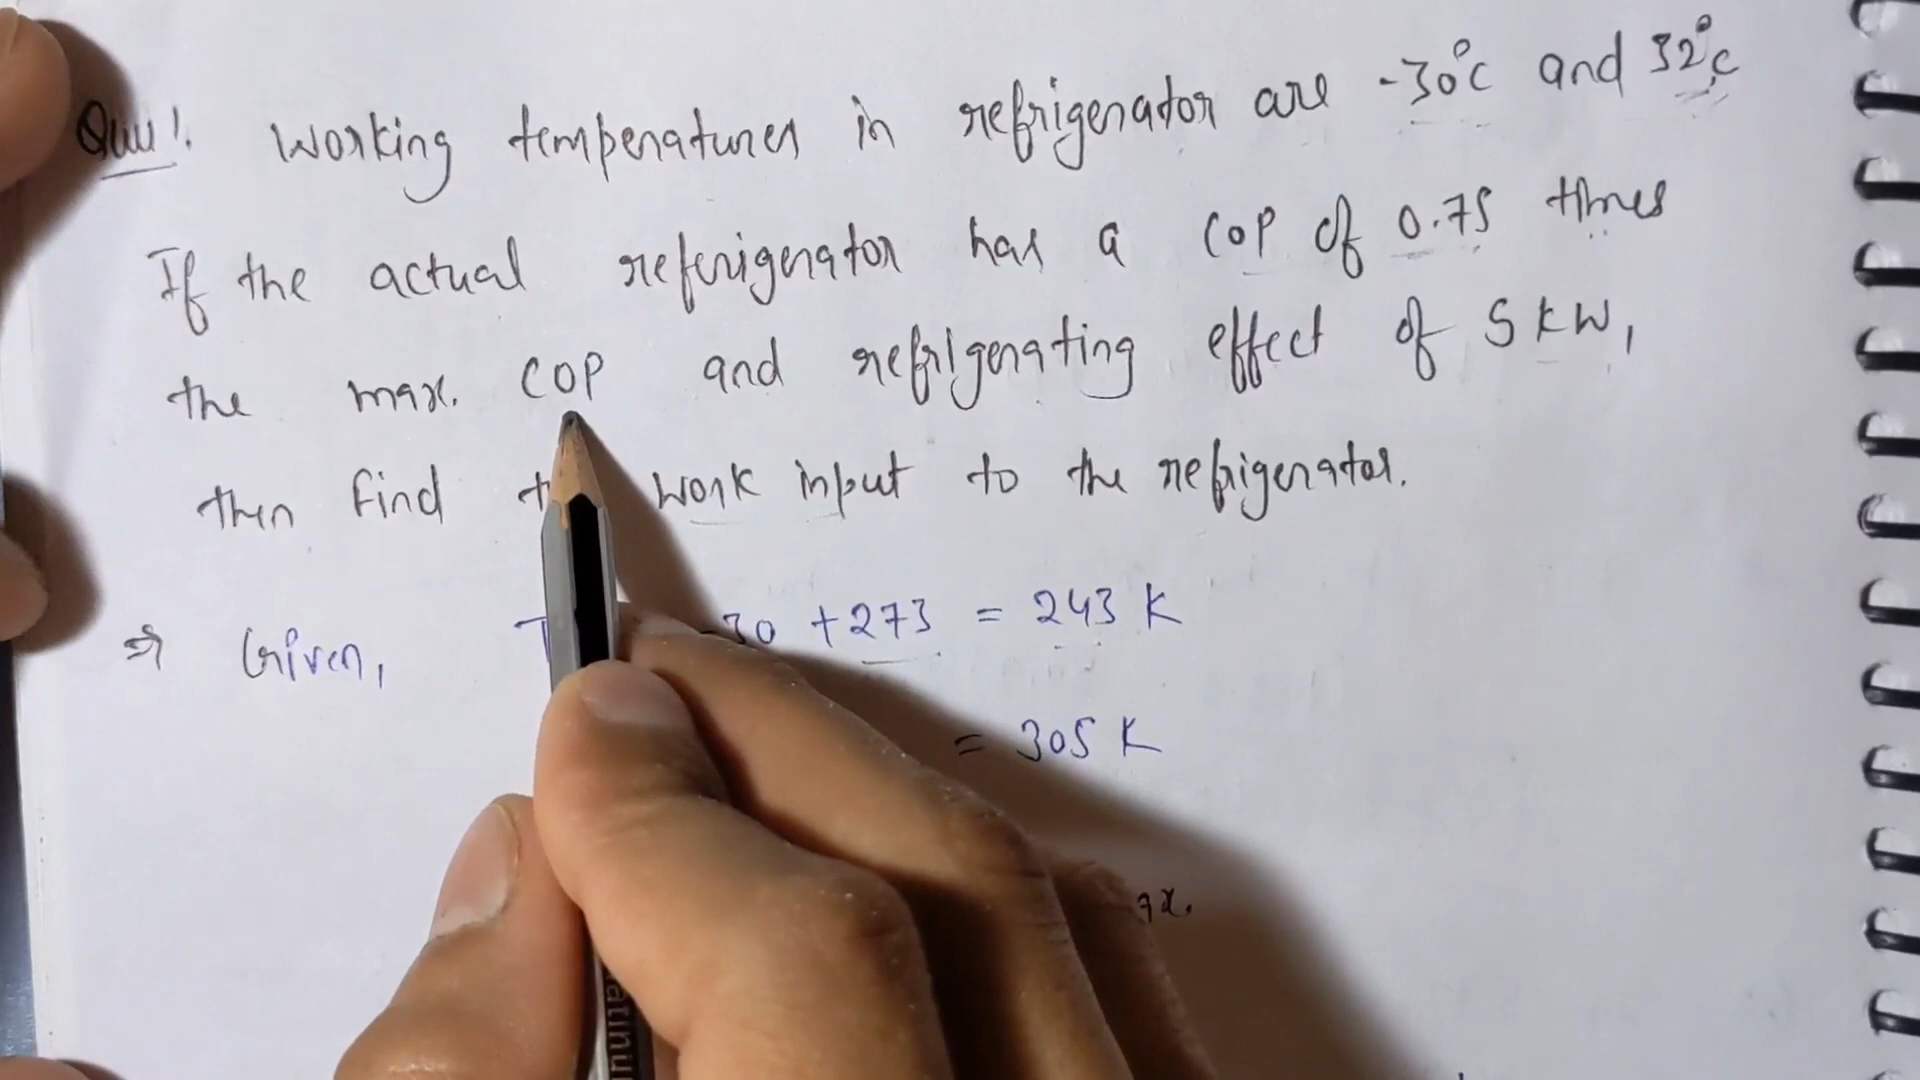 Que! Working temperatures in refrigerator are -30°C and 32°C
If the actual referigerator has a COP of 0.75 times
the max. COP and refrigerating effect of 5 KW,
then find work input to the refrigerator.
⇒ Given, -30 + 273 = 243 K
= 305 K